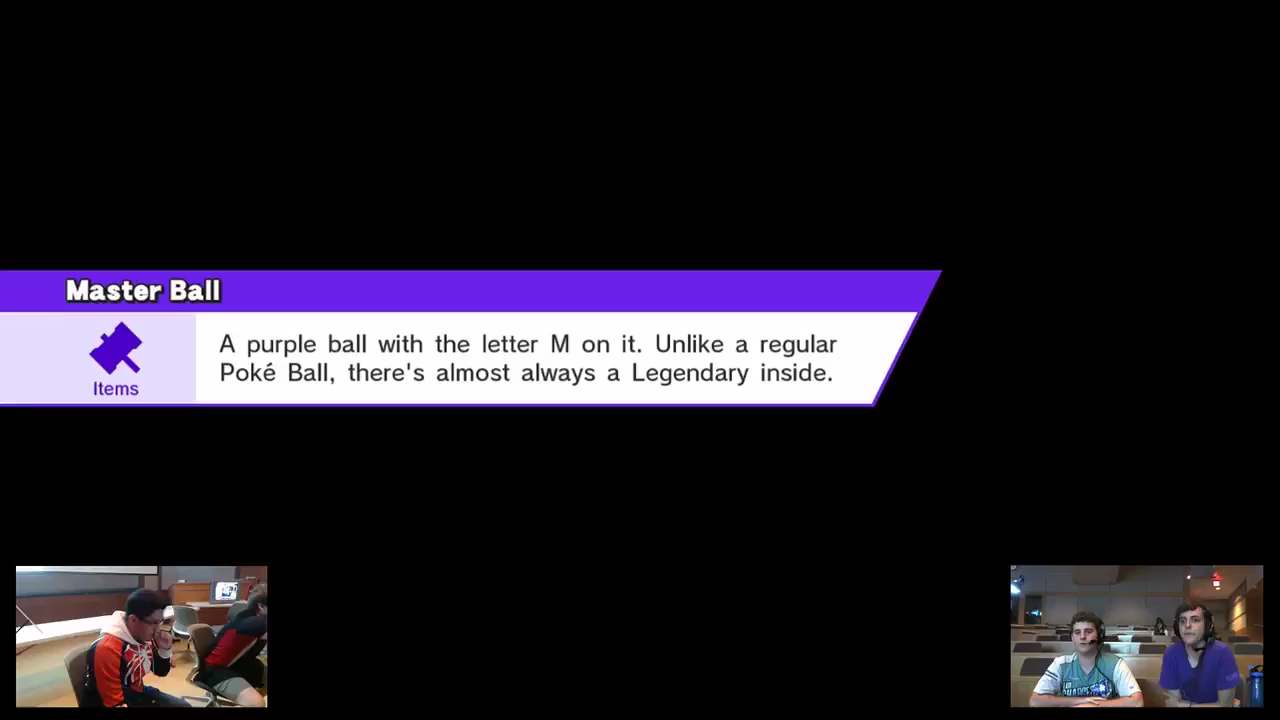 Master Ball
Items
A purple ball with the letter M on it. Unlike a regular
Poké Ball, there's almost always a Legendary inside.